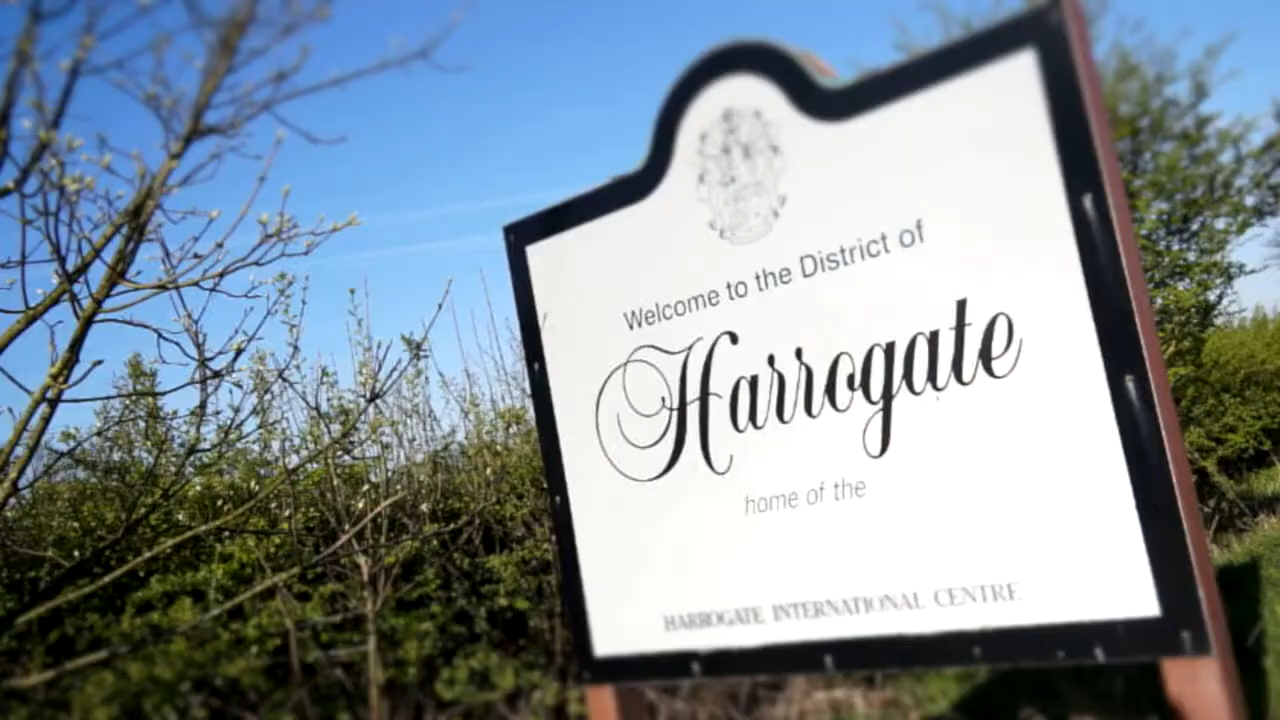 Welcome to the District of
Harrogate
home of the
HARROGATE INTERNATIONAL CENTRE